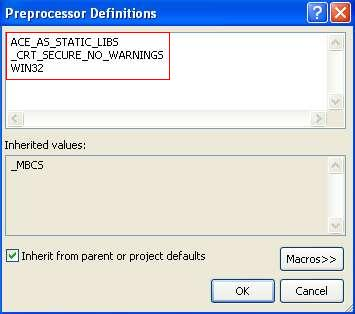 Preprocessor Definitions
ACE_AS_STATIC_LIBS
_CRT_SECURE_NO_WARNINGS
WIN32
Inherited values:
_MBCS
Inherit from parent or project defaults
Macros>>
OK
Cancel